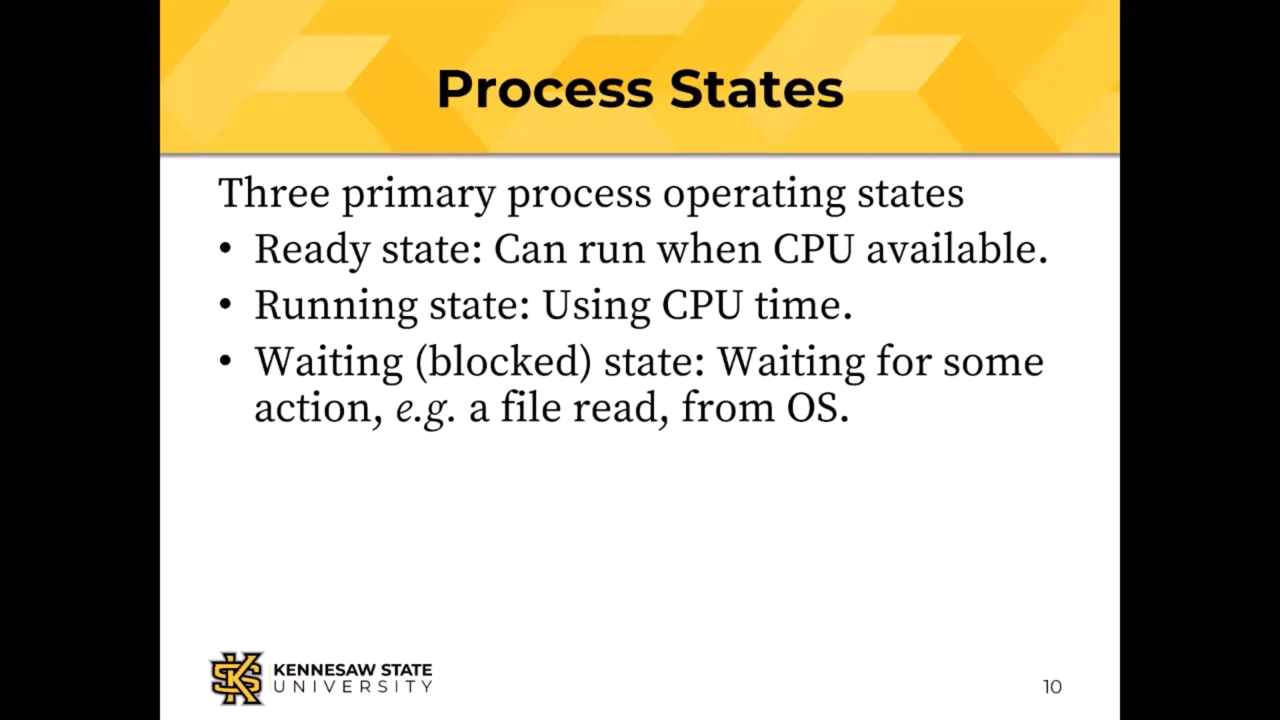 Process States
Three primary process operating states
• Ready state: Can run when CPU available.
• Running state: Using CPU time.
• Waiting (blocked) state: Waiting for some
action, e.g. a file read, from OS.
KENNESAW STATE
UNIVERSITY
10